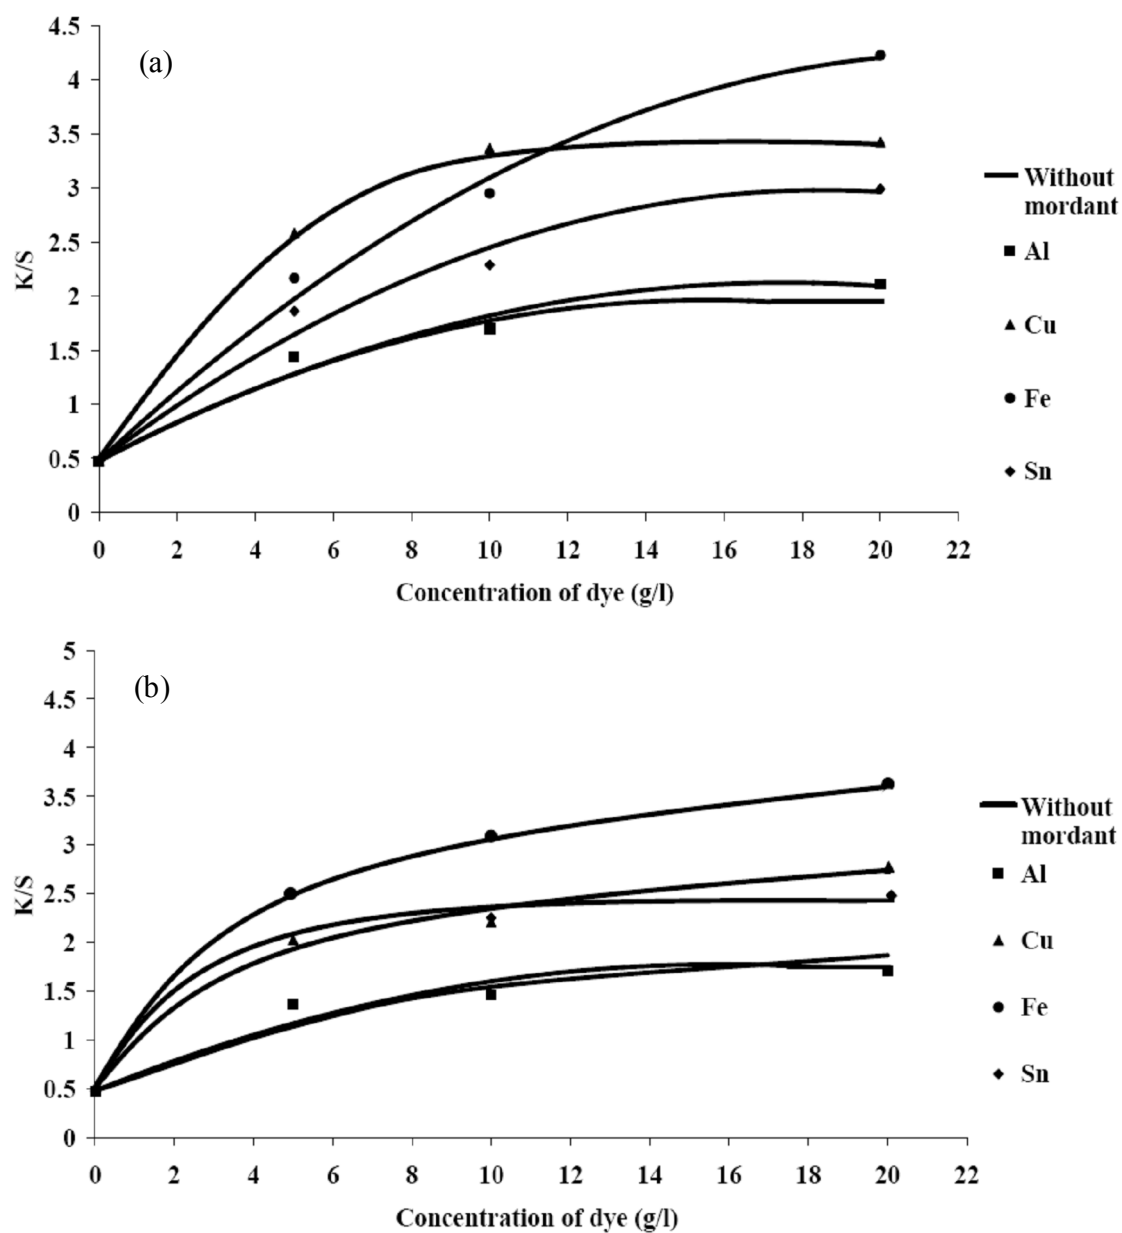 (a)
4.5
4
3.5
3
2.5
2
1.5
1
0.5
0
K/S
0 2 4 6 8 10 12 14 16 18 20 22
Concentration of dye (g/l)
Without
mordant
Al
Cu
Fe
Sn
(b)
5
4.5
4
3.5
3
2.5
2
1.5
1
0.5
0
K/S
0 2 4 6 8 10 12 14 16 18 20 22
Concentration of dye (g/l)
Without
mordant
Al
Cu
Fe
Sn